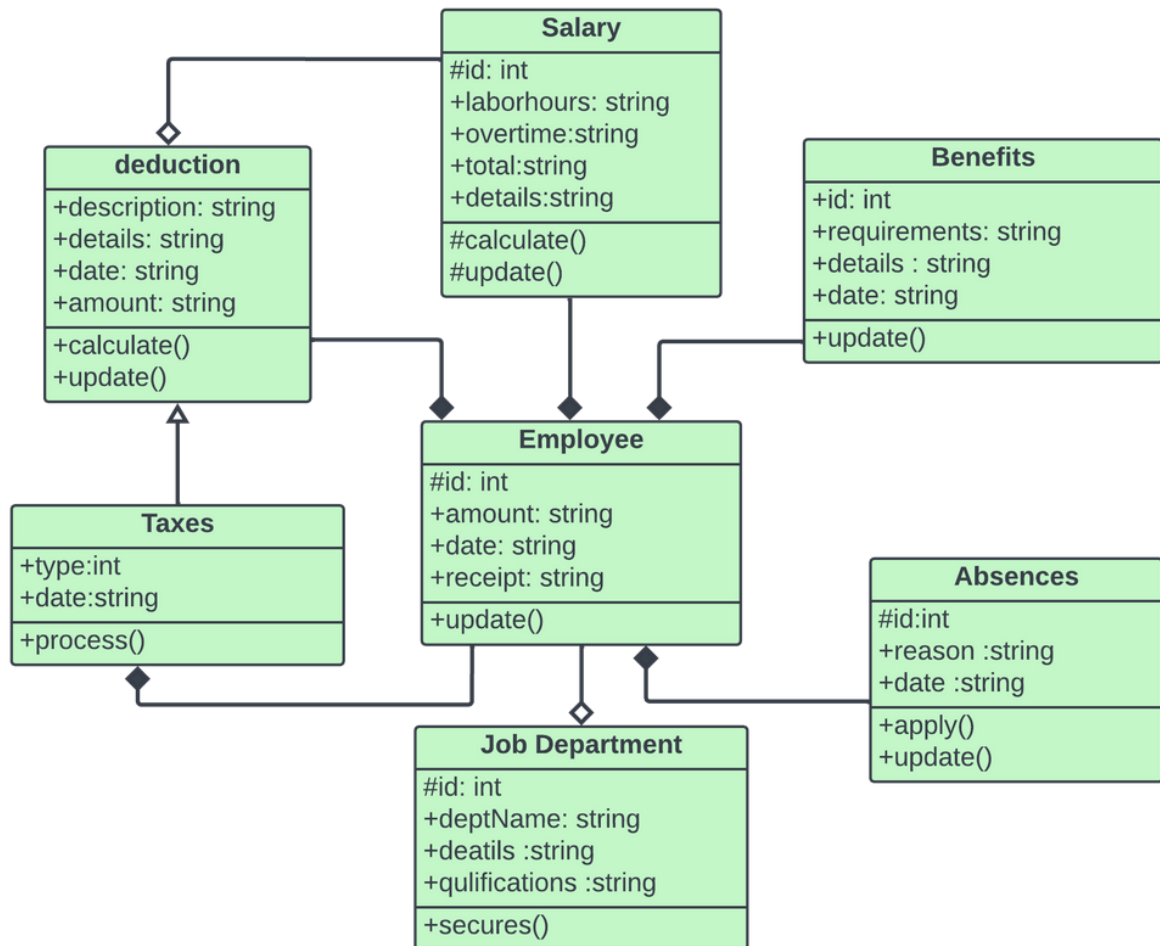 Salary
#id: int
+laborhours: string
+overtime:string
+total:string
+details:string
#calculate()
#update()
deduction
+description: string
+details: string
+date: string
+amount: string
+calculate()
+update()
Benefits
+id: int
+requirements: string
+details : string
+date: string
+update()
Employee
#id: int
+amount: string
+date: string
+receipt: string
+update()
Taxes
+type:int
+date:string
+process()
Absences
#id:int
+reason :string
+date :string
+apply()
+update()
Job Department
#id: int
+deptName: string
+deatils :string
+qulifications :string
+secures()